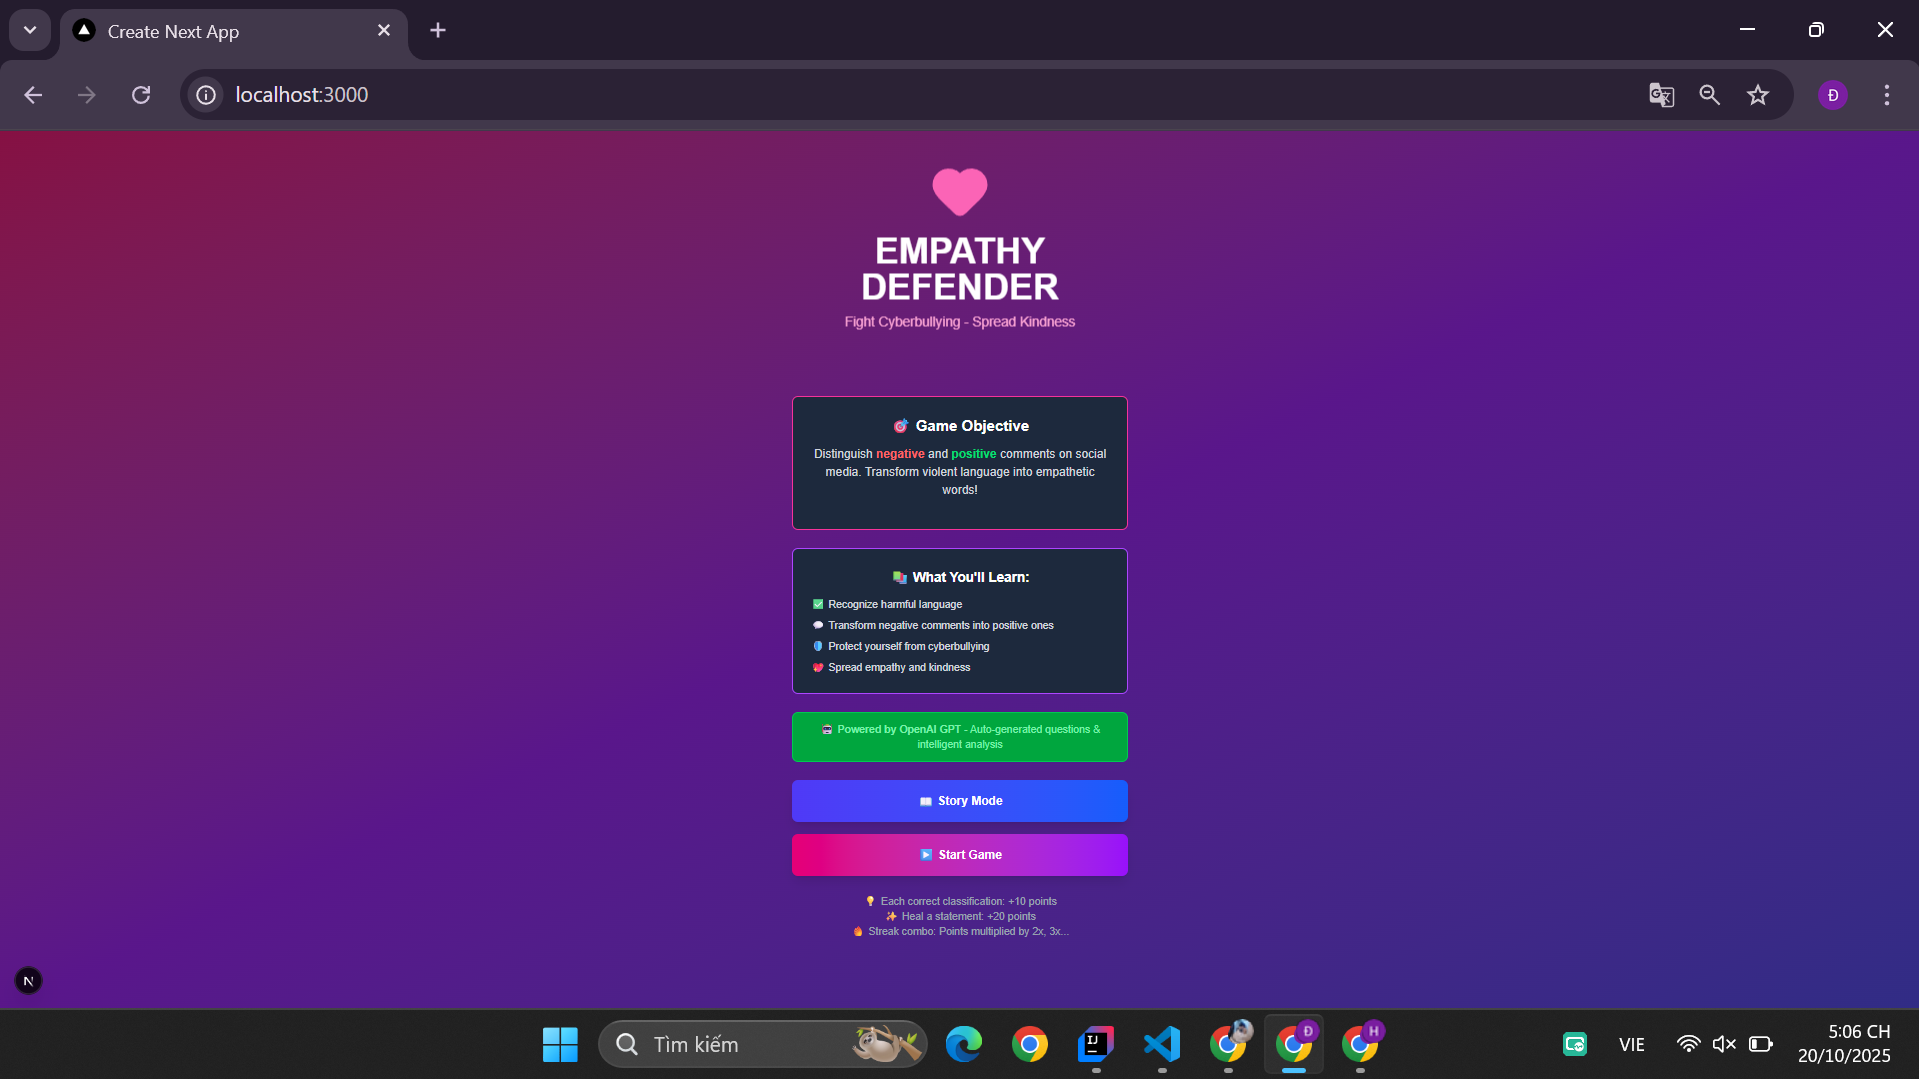 Create Next App
localhost:3000
Đ
EMPATHY
DEFENDER
Fight Cyberbullying - Spread Kindness
Game Objective
Distinguish negative and positive comments on social
media. Transform violent language into empathetic
words!
What You'll Learn:
Recognize harmful language
Transform negative comments into positive ones
Protect yourself from cyberbullying
Spread empathy and kindness
Powered by OpenAI GPT - Auto-generated questions &
intelligent analysis
Story Mode
Start Game
Each correct classification: +10 points
Heal a statement: +20 points
Streak combo: Points multiplied by 2x, 3x...
N
Tìm kiếm
IJ
Đ
H
VIE
5:06 CH
20/10/2025